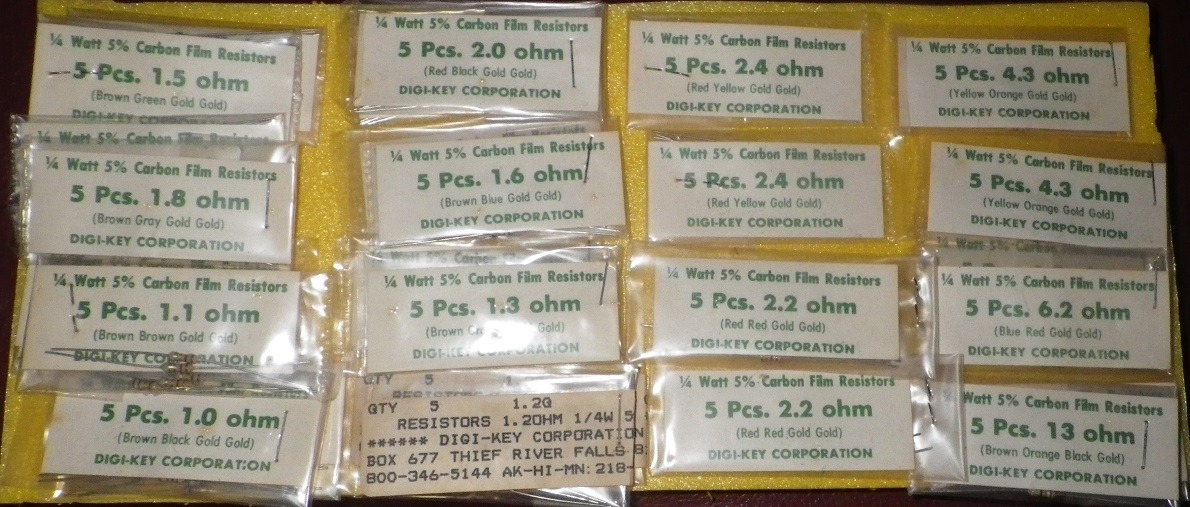 ¼ Watt 5% Carbon Film Resistors
5 Pcs. 1.5 ohm
(Brown Green Gold Gold)
DIGI-KEY CORPORATION
¼ Watt 5% Carbon Film Resistors
5 Pcs. 2.0 ohm
(Red Black Gold Gold)
DIGI-KEY CORPORATION
¼ Watt 5% Carbon Film Resistors
5 Pcs. 2.4 ohm
(Red Yellow Gold Gold)
DIGI-KEY CORPORATION
¼ Watt 5% Carbon Film Resistors
5 Pcs. 4.3 ohm
(Yellow Orange Gold Gold)
DIGI-KEY CORPORATION
¼ Watt 5% Carbon Film
¼ Watt 5% Carbon Film Resistors
5 Pcs. 1.8 ohm
(Brown Gray Gold Gold)
DIGI-KEY CORPORATION
Resistors
¼ Watt 5% Carbon Film Resistors
5 Pcs. 1.6 ohm
(Brown Blue Gold Gold)
DIGI-KEY CORPORATION
¼ Watt 5% Carbon Film Resistors
5 Pcs. 2.4 ohm
(Red Yellow Gold Gold)
DIGI-KEY CORPORATION
¼ Watt 5% Carbon Film Resistors
5 Pcs. 4.3 ohm
(Yellow Orange Gold Gold)
DIGI-KEY CORPORATION
¼ Watt 5% Carbon Film Resistors
5 Pcs. 1.1 ohm
(Brown Brown Gold Gold)
DIGI-KEY CORPORATION
¼ Watt 5% Carbon Film Resistors
5 Pcs. 1.3 ohm
(Brown Gold)
DIGI-KEY CORPORATION
¼ Watt 5% Carbon Film Resistors
5 Pcs. 2.2 ohm
(Red Red Gold Gold)
DIGI-KEY CORPORATION
Watt 5%
¼ Watt 5% Carbon Film Resistors
5 Pcs. 6.2 ohm
(Blue Red Gold Gold)
DIGI-KEY CORPORATION
5 Pcs. 1.0 ohm
(Brown Black Gold Gold)
DIGI-KEY CORPORATION
QTY 5
QTY 5 1.2G
RESISTORS 1.2OHM 1/4W 5
****** DIGI-KEY CORPORATION
BOX 677 THIEF RIVER FALLS
800-346-5144 AK-HI-MN: 218-
¼ Watt 5% Carbon Film Resistors
5 Pcs. 2.2 ohm
(Red Red Gold Gold)
DIGI-KEY CORPORATION
Watt 5% Carbon Film Resistors
5 Pcs. 13 ohm
(Brown Orange Black Gold)
DIGI-KEY CORPORATION